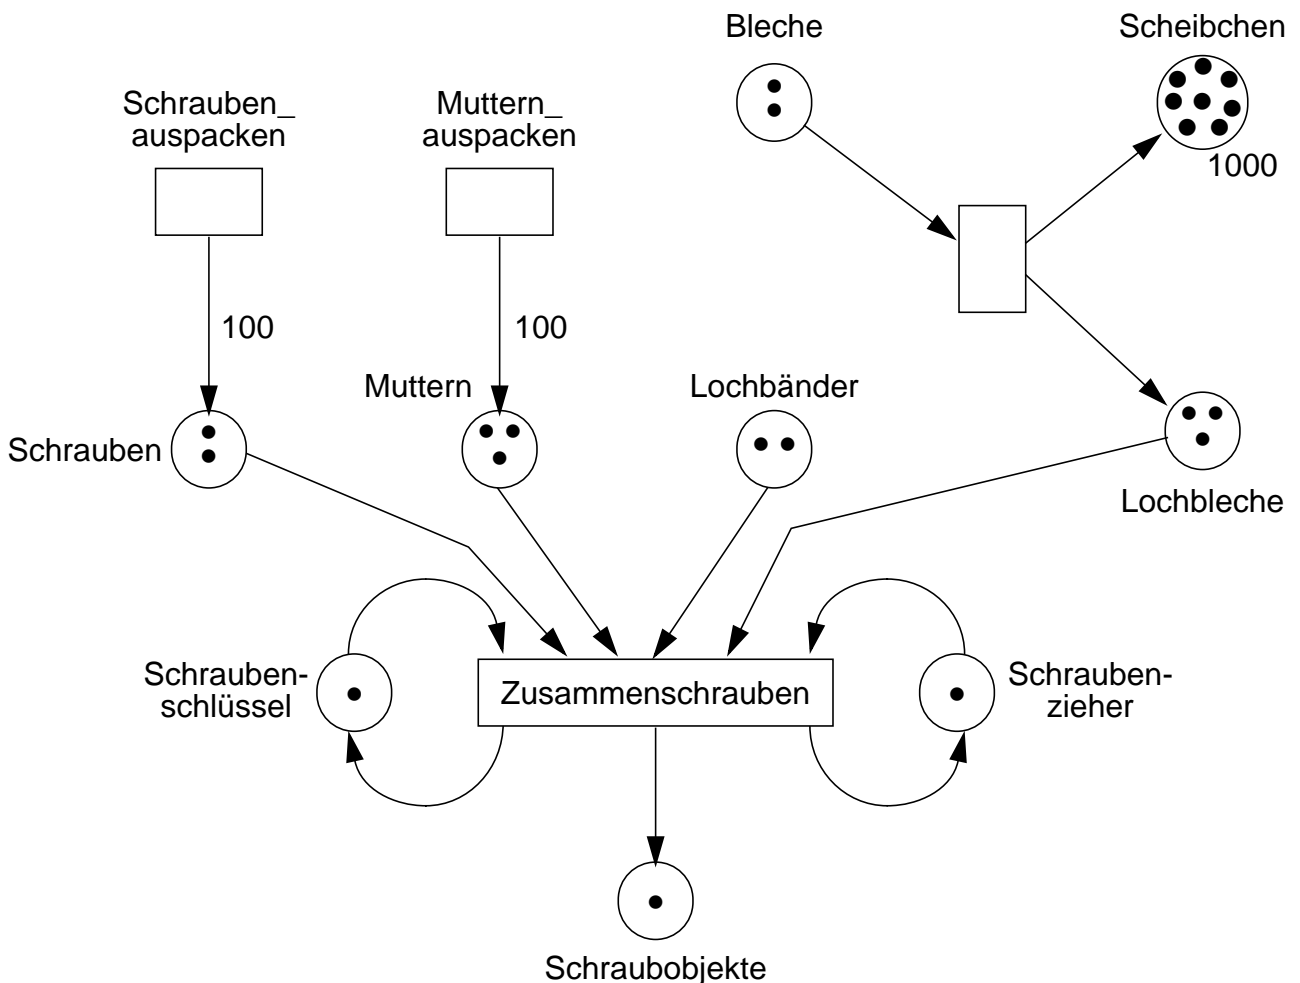 Bleche
Scheibchen
Schrauben_
auspacken
Muttern_
auspacken
1000
100
100
Muttern
Lochbänder
Schrauben
Lochbleche
Schrauben-
schlüssel
Zusammenschrauben
Schrauben-
zieher
Schraubobjekte